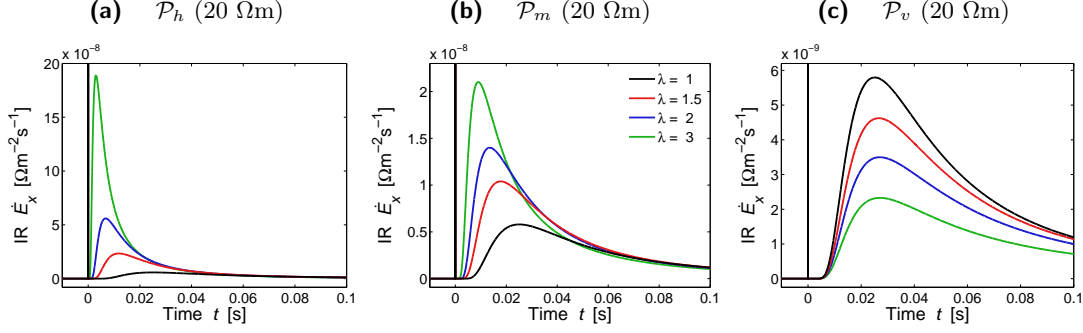 (a) 𝒫ₕ (20 Ωm)
x 10⁻⁸
20
15
10
5
0
0 0.02 0.04 0.06 0.08 0.1
Time t [s]
IR Ėₓ [Ωm⁻²s⁻¹]
(b) 𝒫ₘ (20 Ωm)
x 10⁻⁸
2
1.5
1
0.5
0
0 0.02 0.04 0.06 0.08 0.1
Time t [s]
IR Ėₓ [Ωm⁻²s⁻¹]
λ = 1
λ = 1.5
λ = 2
λ = 3
(c) 𝒫ᵥ (20 Ωm)
x 10⁻⁹
6
5
4
3
2
1
0
0 0.02 0.04 0.06 0.08 0.1
Time t [s]
IR Ėₓ [Ωm⁻²s⁻¹]